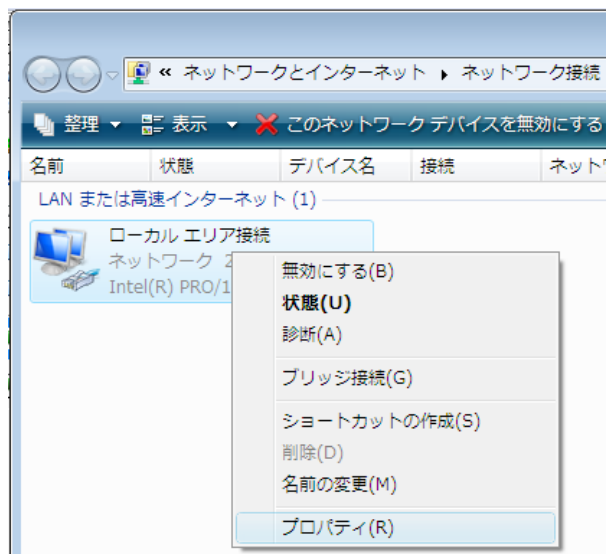 « ネットワークとインターネット ▸ ネットワーク接続
整理 ▼ 表示 ▼ このネットワーク デバイスを無効にする
名前 状態 デバイス名 接続 ネット
LAN または高速インターネット (1)
ローカル エリア接続
ネットワーク 2
Intel(R) PRO/1
無効にする(B)
状態(U)
診断(A)
ブリッジ接続(G)
ショートカットの作成(S)
削除(D)
名前の変更(M)
プロパティ(R)